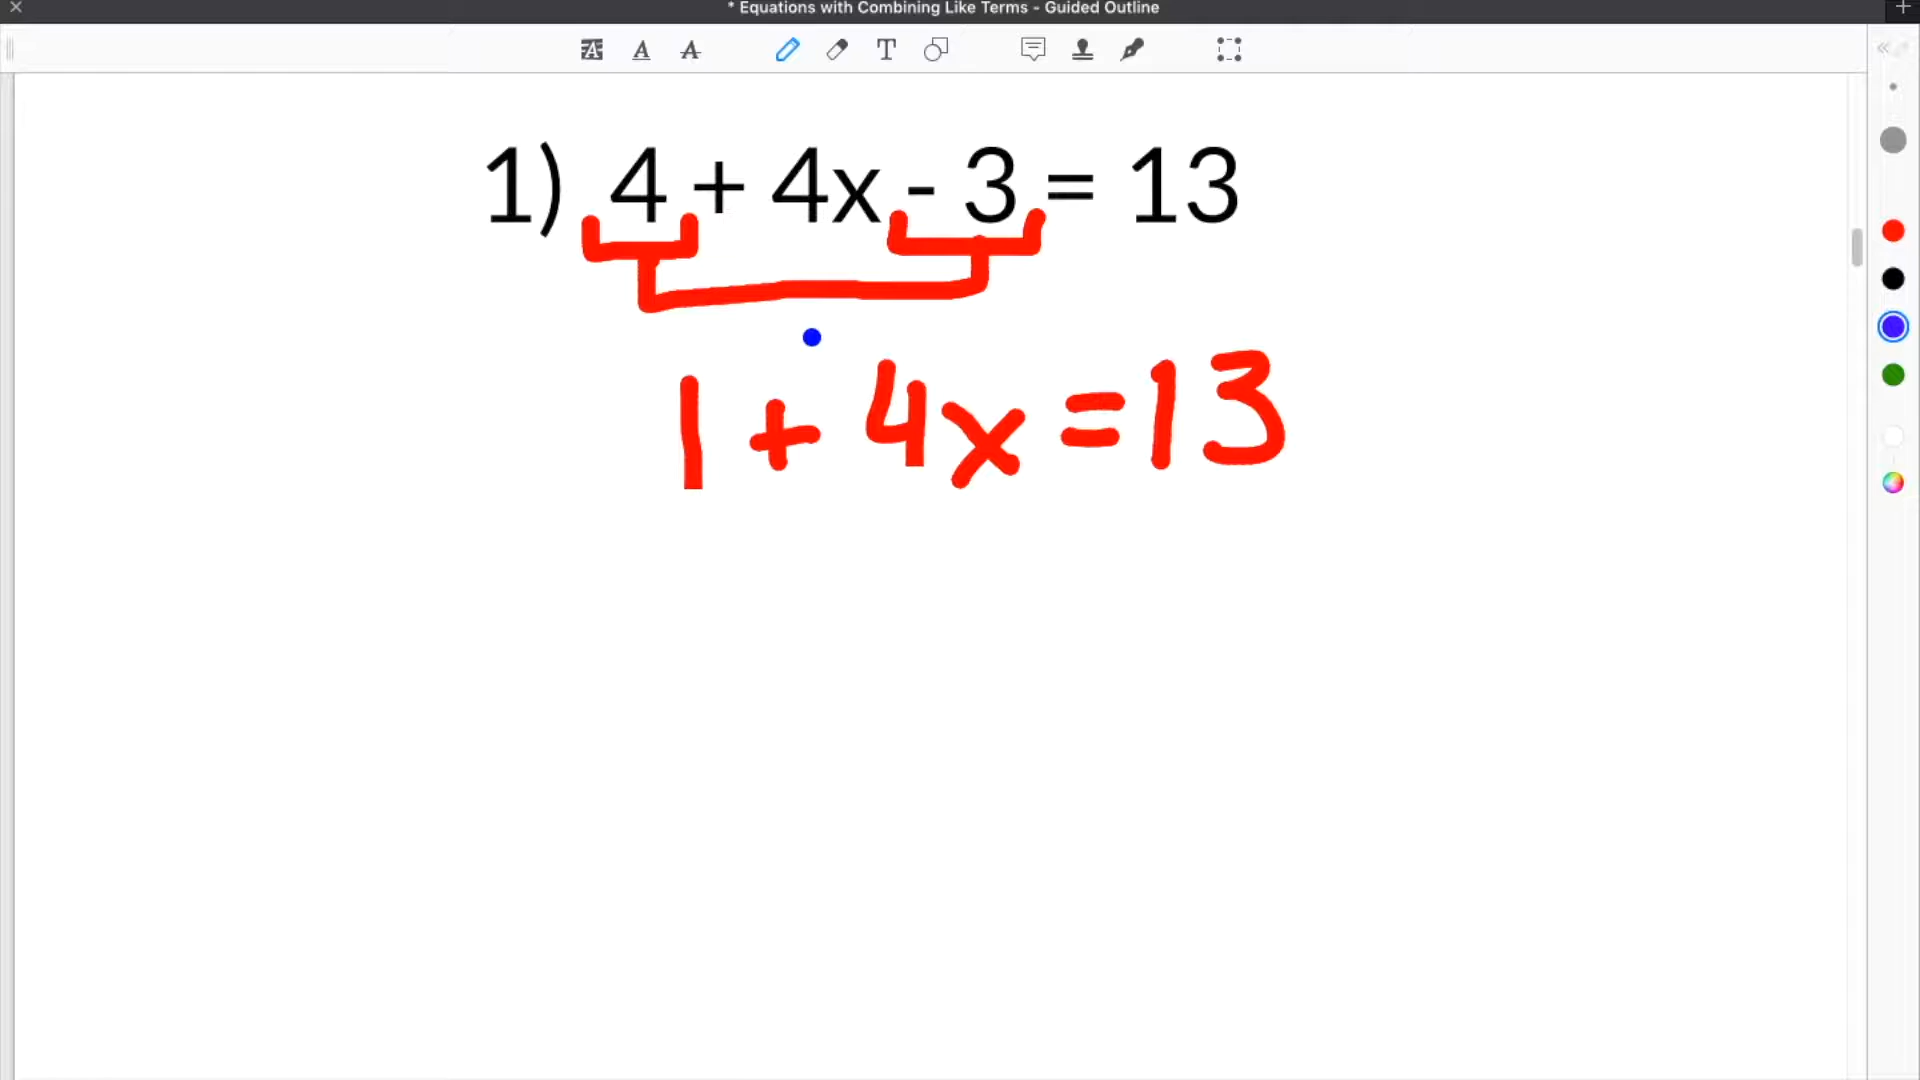 * Equations with Combining Like Terms - Guided Outline
1) 4 + 4x - 3 = 13
1 + 4x = 13